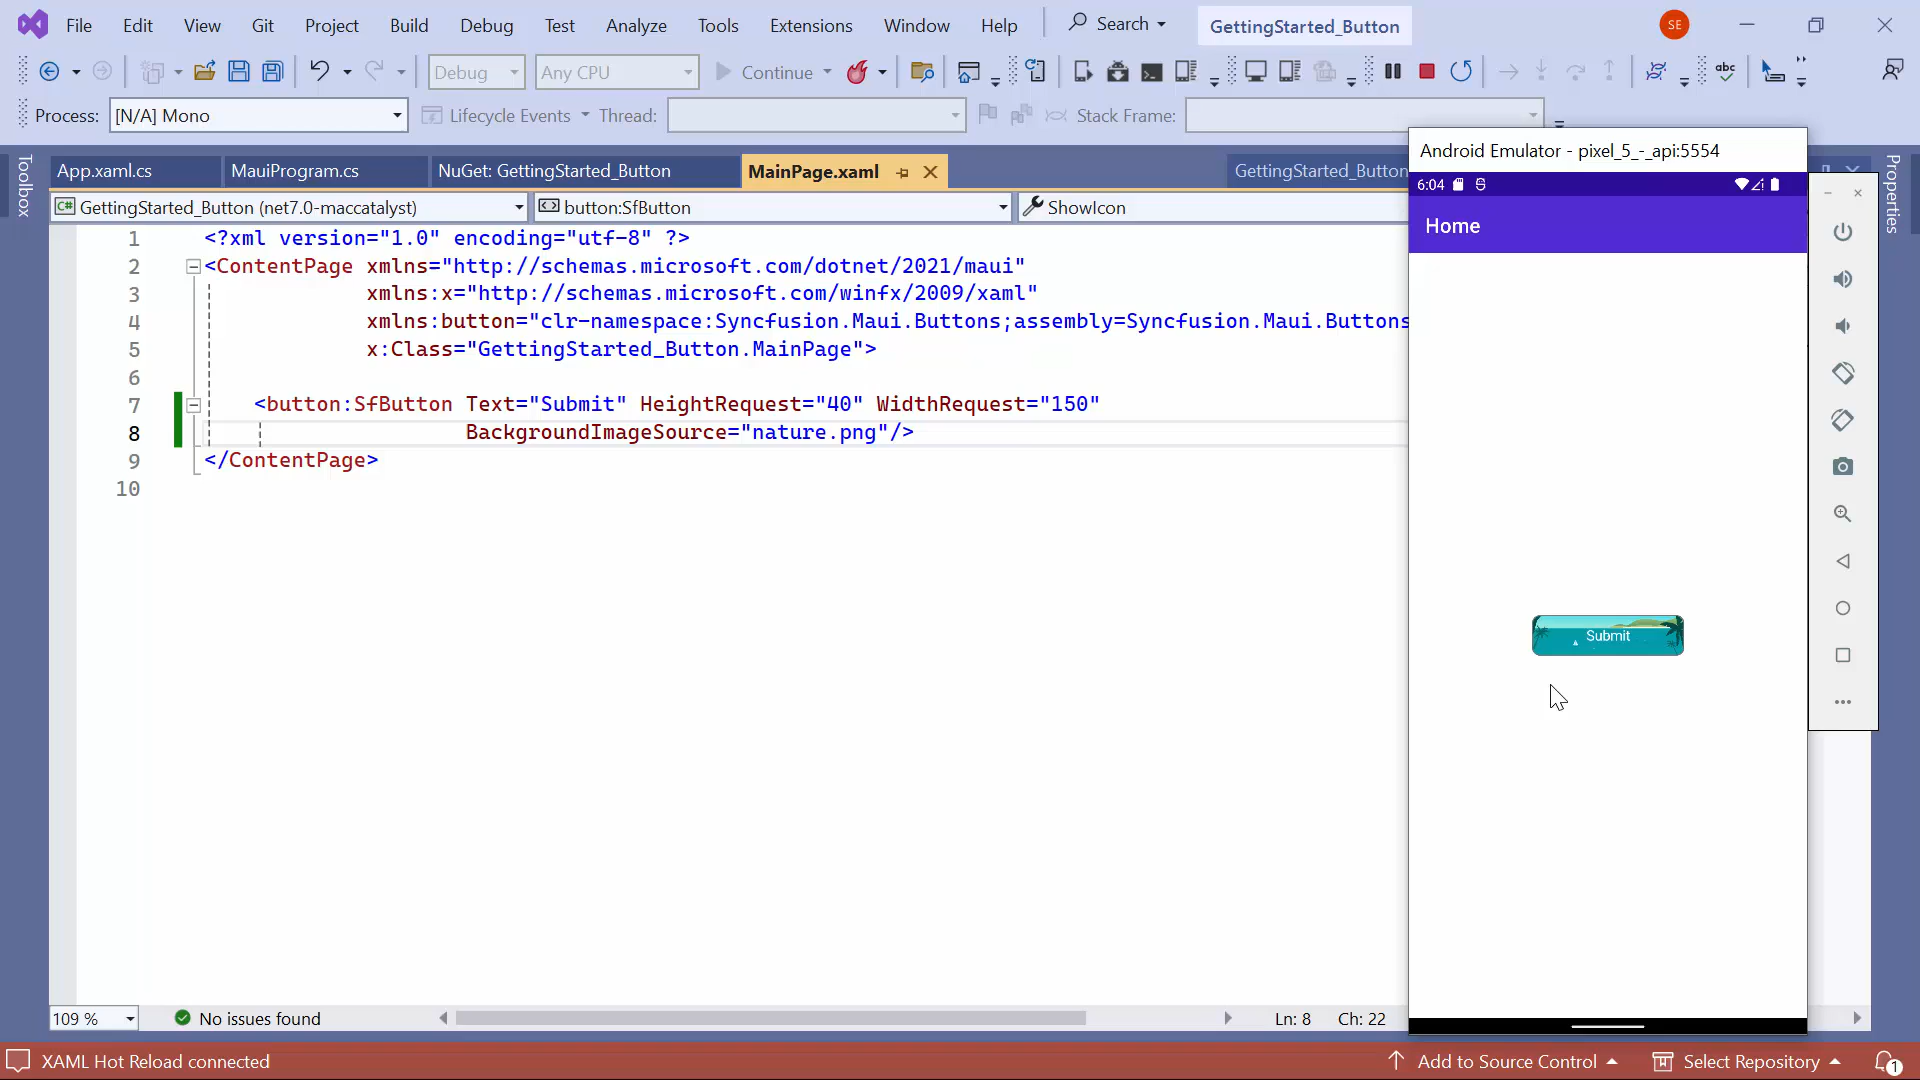 File Edit View Git Project Build Debug Test Analyze Tools Extensions Window Help Search GettingStarted_Button SE
Debug Any CPU Continue
Process: [N/A] Mono Lifecycle Events Thread: Stack Frame:
Toolbox
App.xaml.cs MauiProgram.cs NuGet: GettingStarted_Button MainPage.xaml GettingStarted_Button
Properties
GettingStarted_Button (net7.0-maccatalyst) button:SfButton ShowIcon
1 <?xml version="1.0" encoding="utf-8" ?>
2 <ContentPage xmlns="http://schemas.microsoft.com/dotnet/2021/maui"
3 xmlns:x="http://schemas.microsoft.com/winfx/2009/xaml"
4 xmlns:button="clr-namespace:Syncfusion.Maui.Buttons;assembly=Syncfusion.Maui.Buttons
5 x:Class="GettingStarted_Button.MainPage">
6
7 <button:SfButton Text="Submit" HeightRequest="40" WidthRequest="150"
8 BackgroundImageSource="nature.png"/>
9 </ContentPage>
10
Android Emulator - pixel_5_-_api:5554
6:04
Home
Submit
109 % No issues found Ln: 8 Ch: 22
XAML Hot Reload connected Add to Source Control Select Repository 1